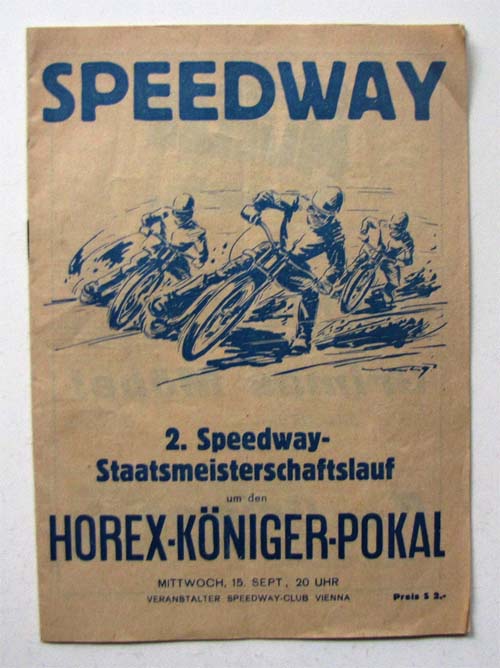 SPEEDWAY
2. Speedway-
Staatsmeisterschaftslauf
um den
HOREX-KÖNIGER-POKAL
MITTWOCH, 15. SEPT., 20 UHR
VERANSTALTER SPEEDWAY-CLUB VIENNA
Preis S 2.-